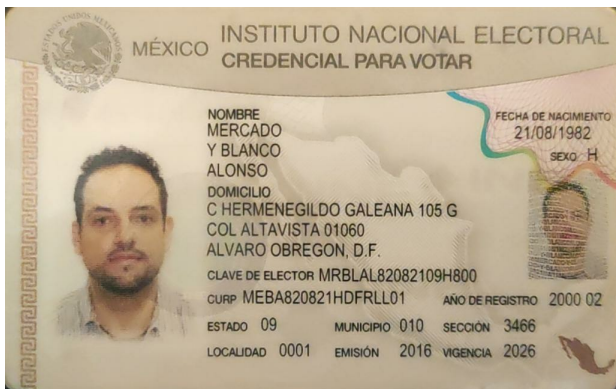 MÉXICO
INSTITUTO NACIONAL ELECTORAL
CREDENCIAL PARA VOTAR
NOMBRE
MERCADO
Y BLANCO
ALONSO
FECHA DE NACIMIENTO
21/08/1982
SEXO H
DOMICILIO
C HERMENEGILDO GALEANA 105 G
COL ALTAVISTA 01060
ALVARO OBREGON, D.F.
CLAVE DE ELECTOR MRBLAL82082109H800
CURP MEBA820821HDFRLL01 AÑO DE REGISTRO 2000 02
ESTADO 09 MUNICIPIO 010 SECCIÓN 3466
LOCALIDAD 0001 EMISIÓN 2016 VIGENCIA 2026